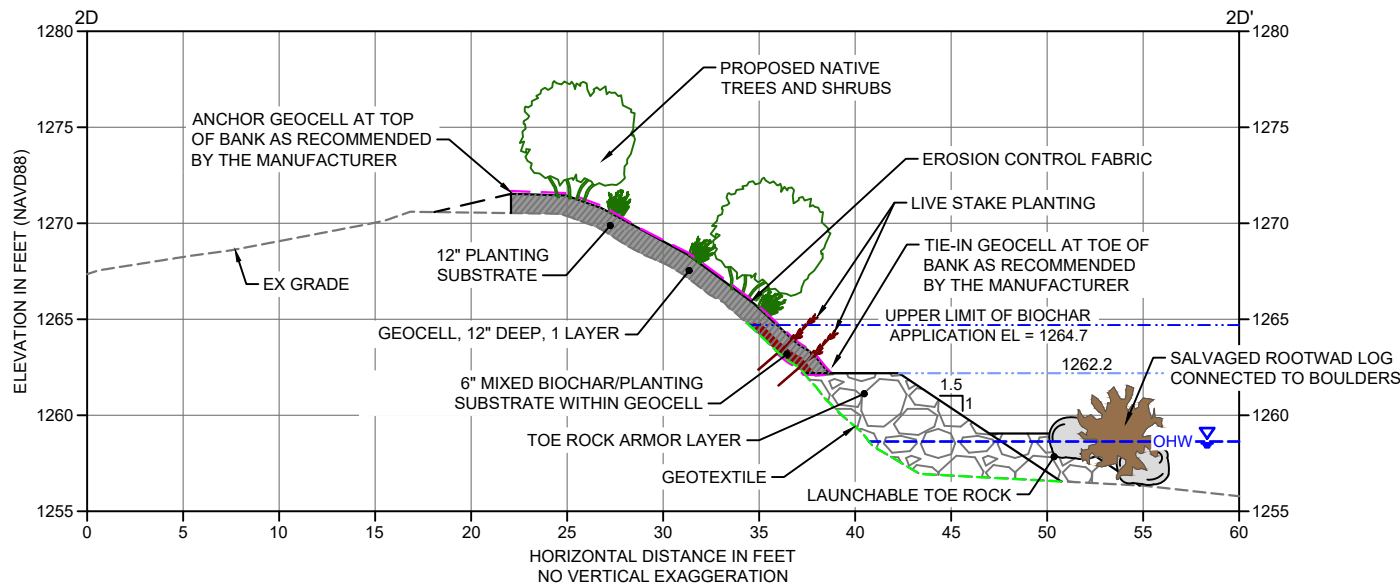 2D
2D'
1280
1275
1270
1265
1260
1255
ELEVATION IN FEET (NAVD88)
1280
1275
1270
1265
1260
1255
PROPOSED NATIVE
TREES AND SHRUBS
ANCHOR GEOCELL AT TOP
OF BANK AS RECOMMENDED
BY THE MANUFACTURER
EROSION CONTROL FABRIC
LIVE STAKE PLANTING
TIE-IN GEOCELL AT TOE OF
BANK AS RECOMMENDED
BY THE MANUFACTURER
12" PLANTING
SUBSTRATE
EX GRADE
UPPER LIMIT OF BIOCHAR
APPLICATION EL = 1264.7
GEOCELL, 12" DEEP, 1 LAYER
1262.2
SALVAGED ROOTWAD LOG
CONNECTED TO BOULDERS
6" MIXED BIOCHAR/PLANTING
SUBSTRATE WITHIN GEOCELL
1.5
1
TOE ROCK ARMOR LAYER
OHW
GEOTEXTILE
LAUNCHABLE TOE ROCK
0
5
10
15
20
25
30
35
40
45
50
55
60
HORIZONTAL DISTANCE IN FEET
NO VERTICAL EXAGGERATION